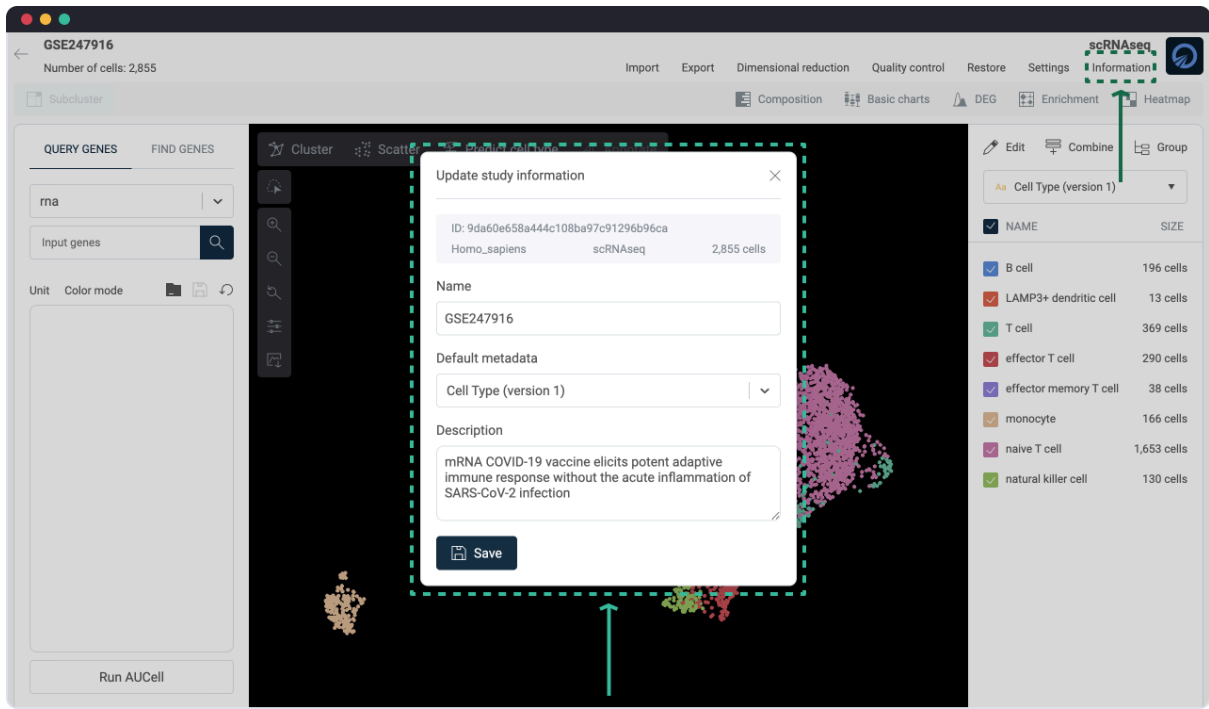 GSE247916
scRNAseq
Number of cells: 2,855
Import Export Dimensional reduction Quality control Restore Settings Information
Subcluster
Composition Basic charts DEG Enrichment Heatmap
QUERY GENES FIND GENES
rna
Input genes
Unit Color mode
Run AUCell
Cluster Scatter Predict cell type
Update study information
ID: 9da60e658a444c108ba97c91296b96ca
Homo_sapiens scRNAseq 2,855 cells
Name
GSE247916
Default metadata
Cell Type (version 1)
Description
mRNA COVID-19 vaccine elicits potent adaptive
immune response without the acute inflammation of
SARS-CoV-2 infection
Save
Edit Combine Group
Aa Cell Type (version 1)
NAME SIZE
B cell 196 cells
LAMP3+ dendritic cell 13 cells
T cell 369 cells
effector T cell 290 cells
effector memory T cell 38 cells
monocyte 166 cells
naive T cell 1,653 cells
natural killer cell 130 cells